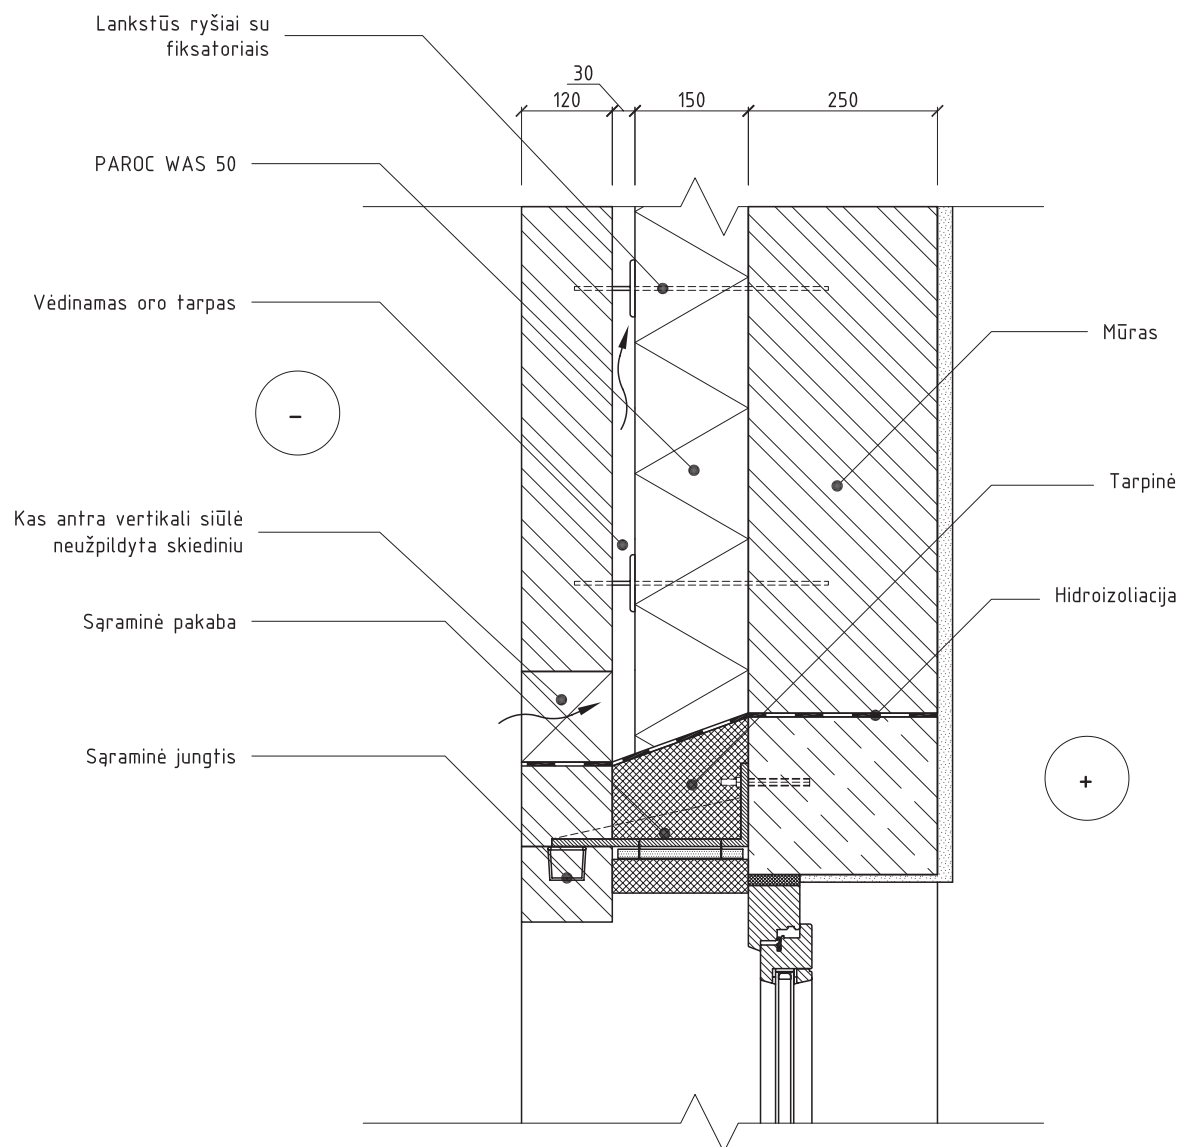 Lankstūs ryšiai su
fiksatoriais
30
120
150
250
PAROC WAS 50
Vėdinamas oro tarpas
Mūras
–
Tarpinė
Kas antra vertikali siūlė
neužpildyta skiediniu
Hidroizoliacija
Sąraminė pakaba
Sąraminė jungtis
+